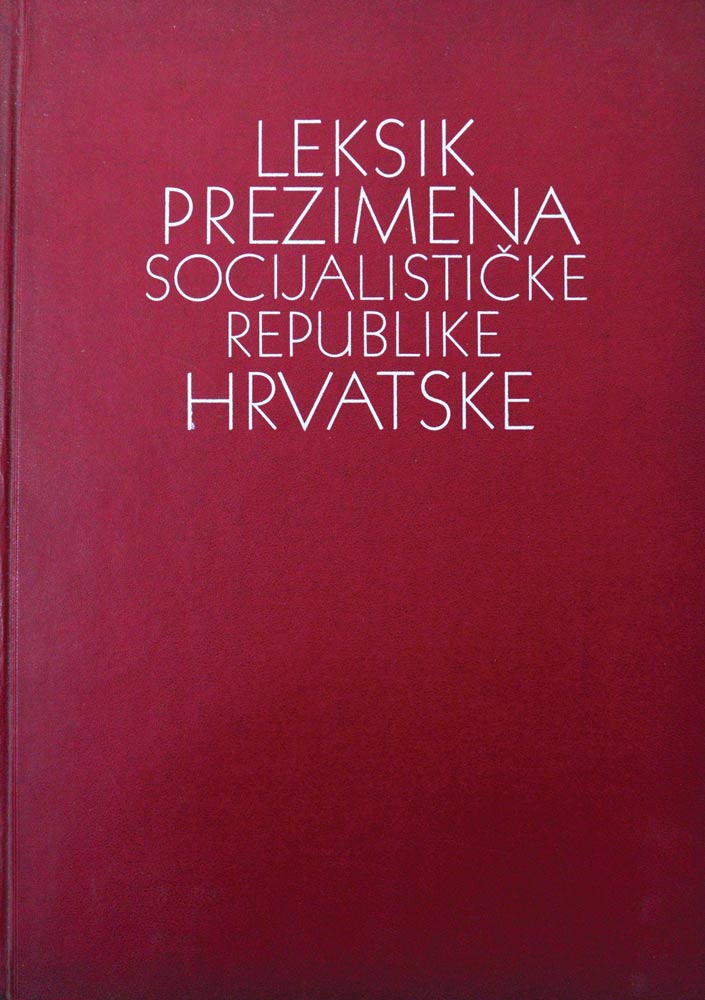 LEKSIK
PREZIMENA
SOCIJALISTIČKE
REPUBLIKE
HRVATSKE